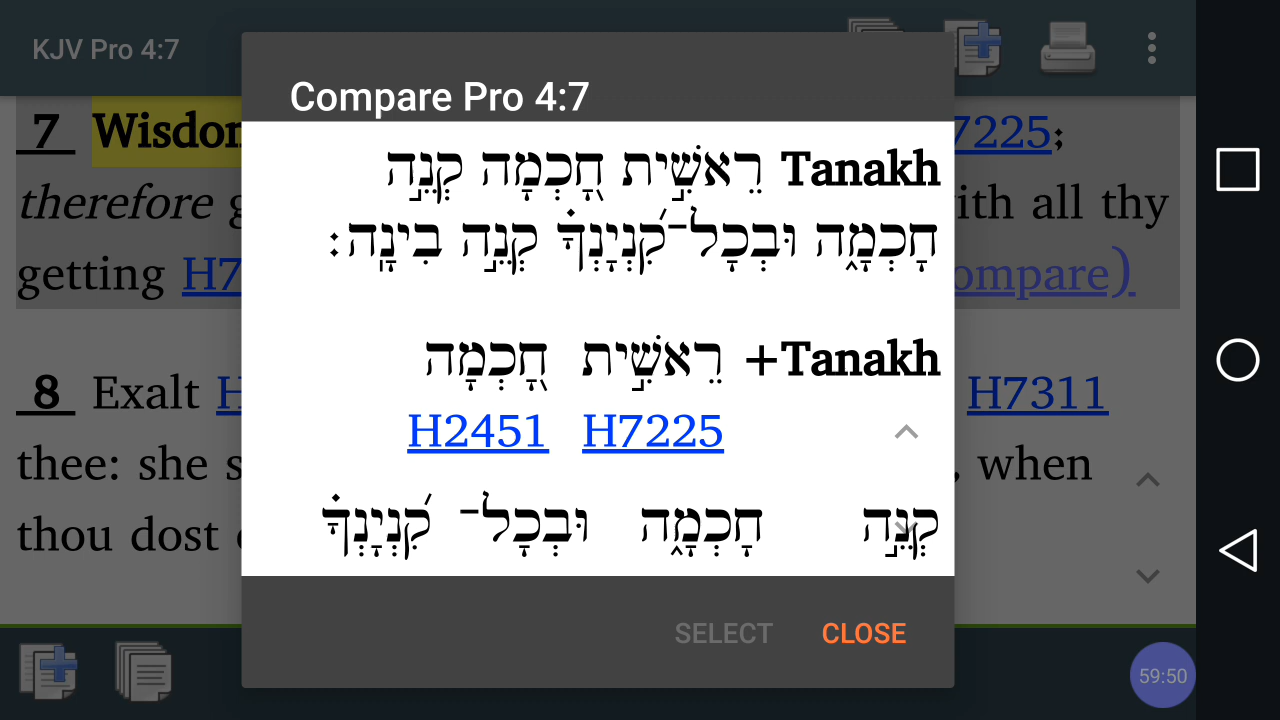 KJV Pro 4:7
Compare Pro 4:7
7 Wisdom 7225;
therefore g ith all thy
getting H7 ompare)
8 Exalt H H7311
thee: she s , when
thou dost
Tanakh רֵאשִׁ֣ית חָ֭כְמָה קְנֵ֣ה
חָכְמָ֑ה וּבְכָל־קִ֝נְיָנְךָ֗ קְנֵ֣ה בִינָֽה׃
Tanakh+ רֵאשִׁ֣ית חָ֭כְמָה
H7225 H2451
קְנֵ֣ה חָכְמָ֑ה וּבְכָל־ קִ֝נְיָנְךָ֗
SELECT CLOSE
59:50